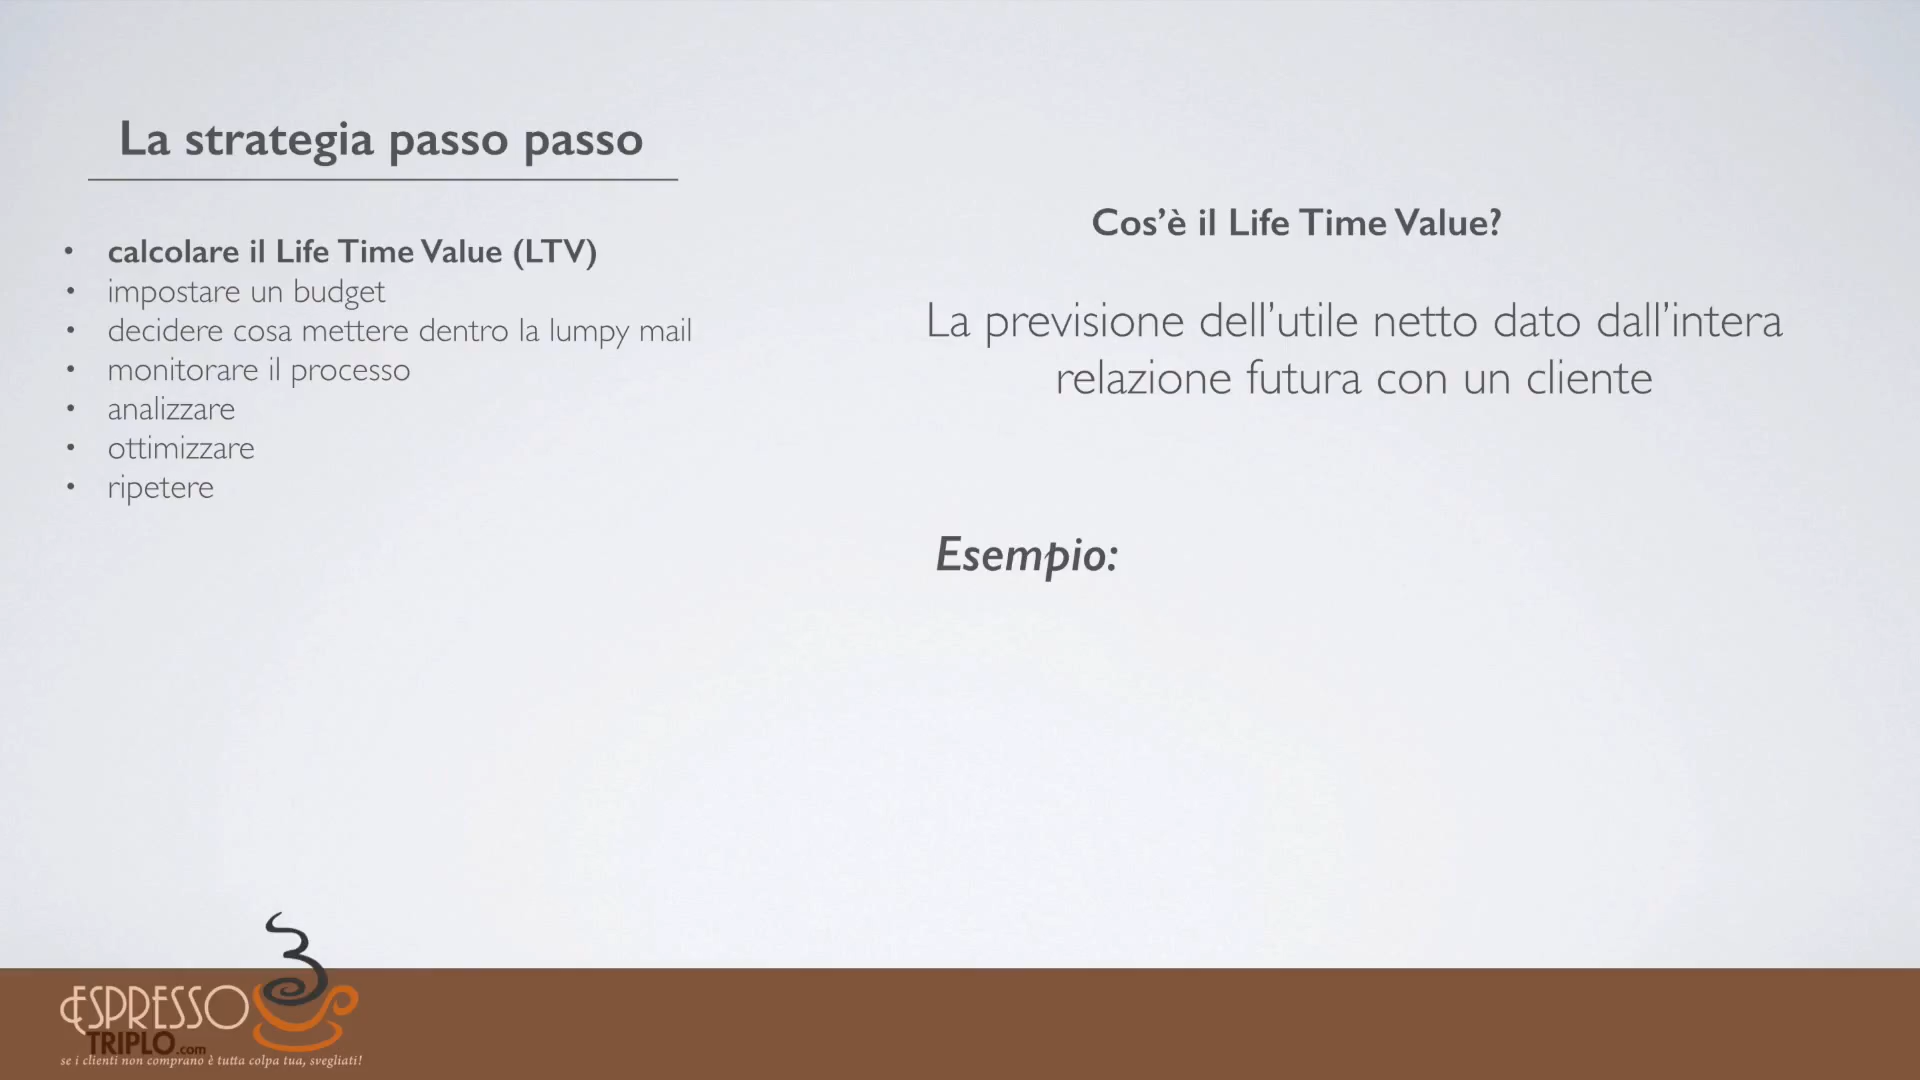 La strategia passo passo
• calcolare il Life Time Value (LTV)
• impostare un budget
• decidere cosa mettere dentro la lumpy mail
• monitorare il processo
• analizzare
• ottimizzare
• ripetere
Cos’è il Life Time Value?
La previsione dell’utile netto dato dall’intera
relazione futura con un cliente
Esempio:
ESPRESSO
TRIPLO.com
se i clienti non comprano è tutta colpa tua, svegliati!